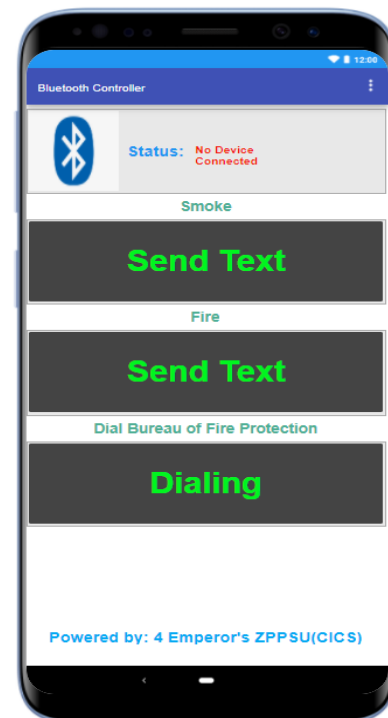 12:00
Bluetooth Controller
Status: No Device
Connected
Smoke
Send Text
Fire
Send Text
Dial Bureau of Fire Protection
Dialing
Powered by: 4 Emperor's ZPPSU(CICS)